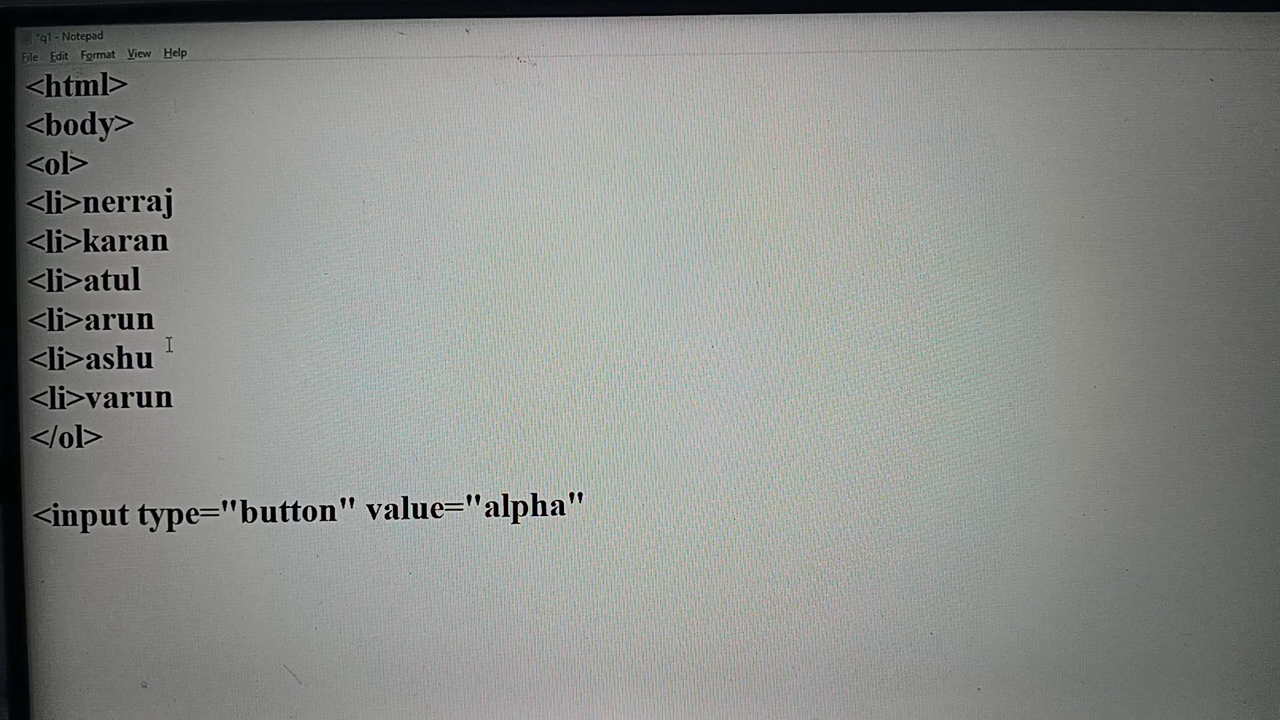 *q1 - Notepad
File Edit Format View Help
<html>
<body>
<ol>
<li>nerraj
<li>karan
<li>atul
<li>arun
<li>ashu
<li>varun
</ol>
<input type="button" value="alpha"